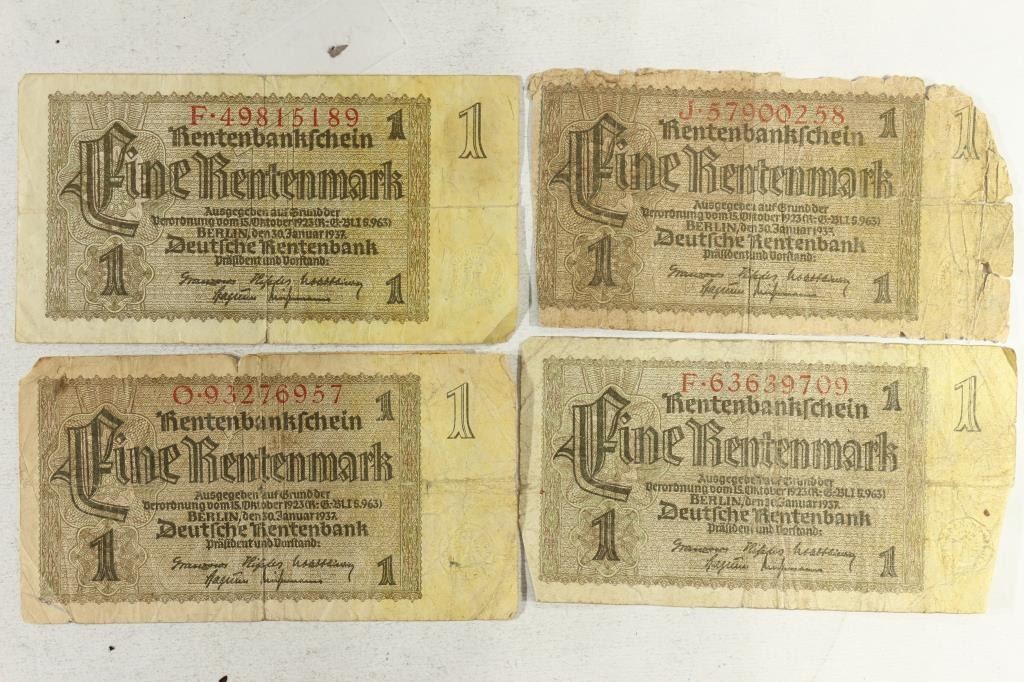 F·49815189
Rentenbankschein 1 1
Eine Rentenmark
Ausgegeben auf Grund der
Verordnung vom 15. Oktober 1923 (R.-G.-Bl. I S. 963)
BERLIN, den 30. Januar 1937.
Deutsche Rentenbank
Präsident und Vorstand:
1 1
J·57900258
Rentenbankschein 1 1
Eine Rentenmark
Ausgegeben auf Grund der
Verordnung vom 15. Oktober 1923 (R.-G.-Bl. I S. 963)
BERLIN, den 30. Januar 1937.
Deutsche Rentenbank
Präsident und Vorstand:
1 1
O·93276957
Rentenbankschein 1 1
Eine Rentenmark
Ausgegeben auf Grund der
Verordnung vom 15. Oktober 1923 (R.-G.-Bl. I S. 963)
BERLIN, den 30. Januar 1937.
Deutsche Rentenbank
Präsident und Vorstand:
1 1
F·63639709
Rentenbankschein 1 1
Eine Rentenmark
Ausgegeben auf Grund der
Verordnung vom 15. Oktober 1923 (R.-G.-Bl. I S. 963)
BERLIN, den 30. Januar 1937.
Deutsche Rentenbank
Präsident und Vorstand:
1 1